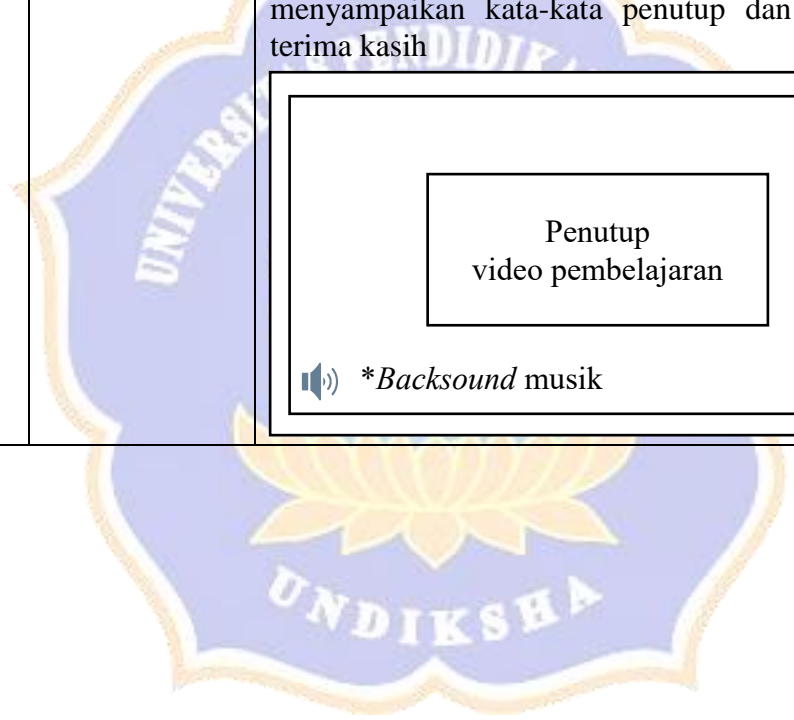 menyampaikan kata-kata penutup dan
terima kasih
UNIVERSITAS PENDIDIKAN
Penutup
video pembelajaran
*Backsound musik
UNDIKSHA